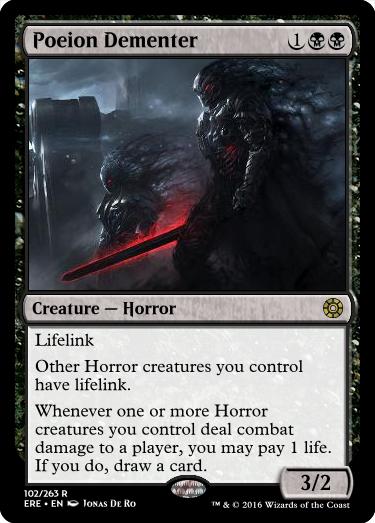 Poeion Dementer 1
Creature — Horror
Lifelink
Other Horror creatures you control
have lifelink.
Whenever one or more Horror
creatures you control deal combat
damage to a player, you may pay 1 life.
If you do, draw a card.
3/2
102/263 R
ERE • EN Jonas De Ro
™ & © 2016 Wizards of the Coast